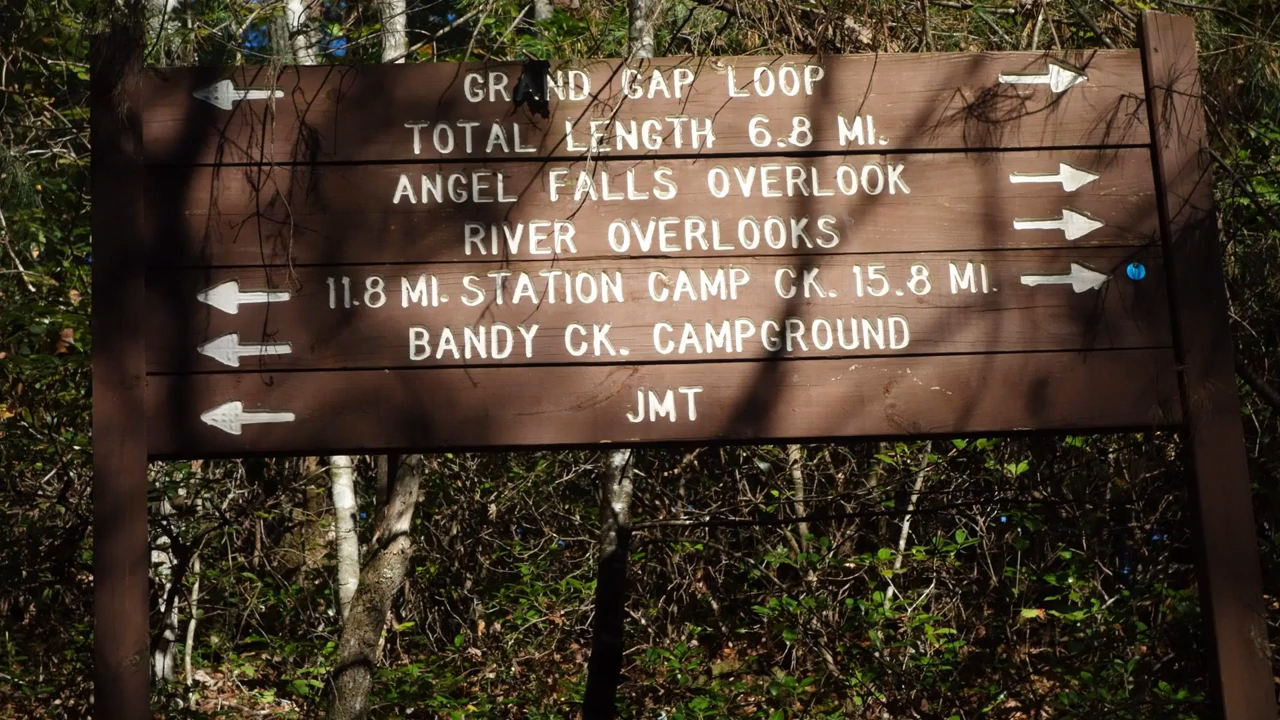 GRAND GAP LOOP
TOTAL LENGTH 6.8 MI.
ANGEL FALLS OVERLOOK
RIVER OVERLOOKS
11.8 MI. STATION CAMP CK. 15.8 MI.
BANDY CK. CAMPGROUND
JMT